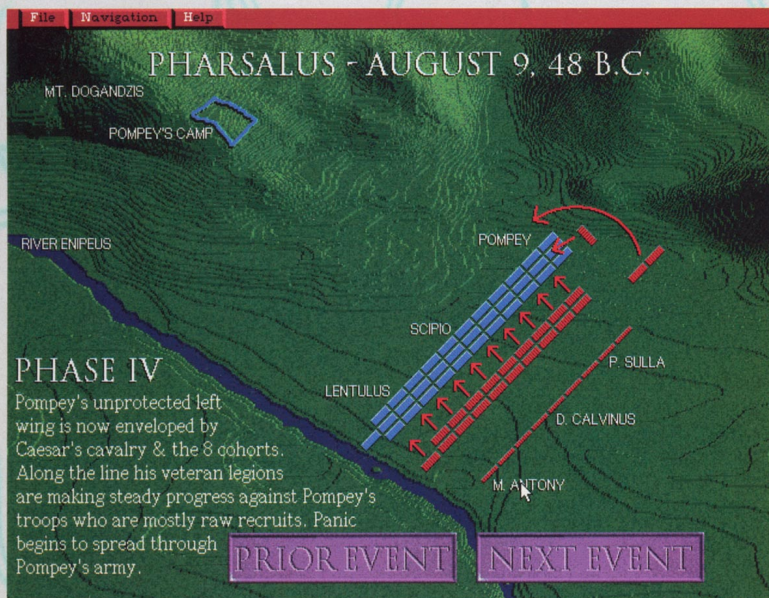 File Navigation Help
PHARSALUS - AUGUST 9, 48 B.C.
MT. DOGANDZIS
POMPEY'S CAMP
RIVER ENIPEUS
POMPEY
SCIPIO
LENTULUS
P. SULLA
D. CALVINUS
M. ANTONY
PHASE IV
Pompey's unprotected left
wing is now enveloped by
Caesar's cavalry & the 8 cohorts.
Along the line his veteran legions
are making steady progress against Pompey's
troops who are mostly raw recruits. Panic
begins to spread through
Pompey's army.
PRIOR EVENT NEXT EVENT